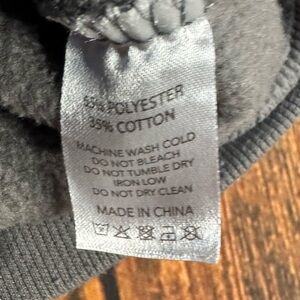 65% POLYESTER
35% COTTON
MACHINE WASH COLD
DO NOT BLEACH
DO NOT TUMBLE DRY
IRON LOW
DO NOT DRY CLEAN
MADE IN CHINA